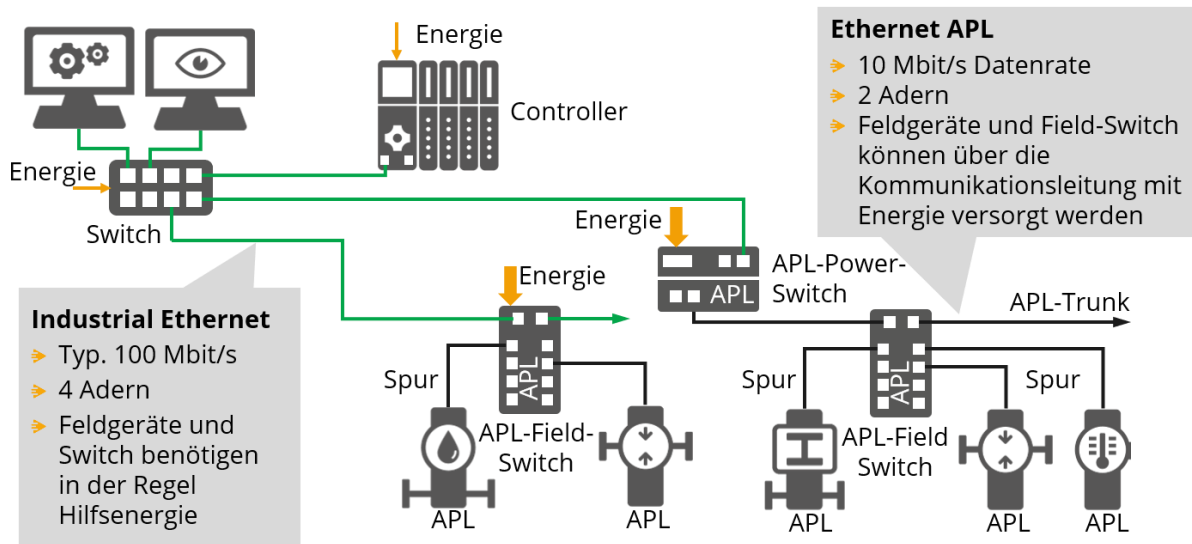 Energie
Controller
Energie
Switch
Ethernet APL
10 Mbit/s Datenrate
2 Adern
Feldgeräte und Field-Switch
können über die
Kommunikationsleitung mit
Energie versorgt werden
Energie
APL-Power-
Switch
APL
Energie
APL-Trunk
Industrial Ethernet
Typ. 100 Mbit/s
4 Adern
Feldgeräte und
Switch benötigen
in der Regel
Hilfsenergie
Spur
APL
APL-Field-
Switch
APL
APL
Spur
APL
Spur
APL-Field
Switch
APL
APL
APL